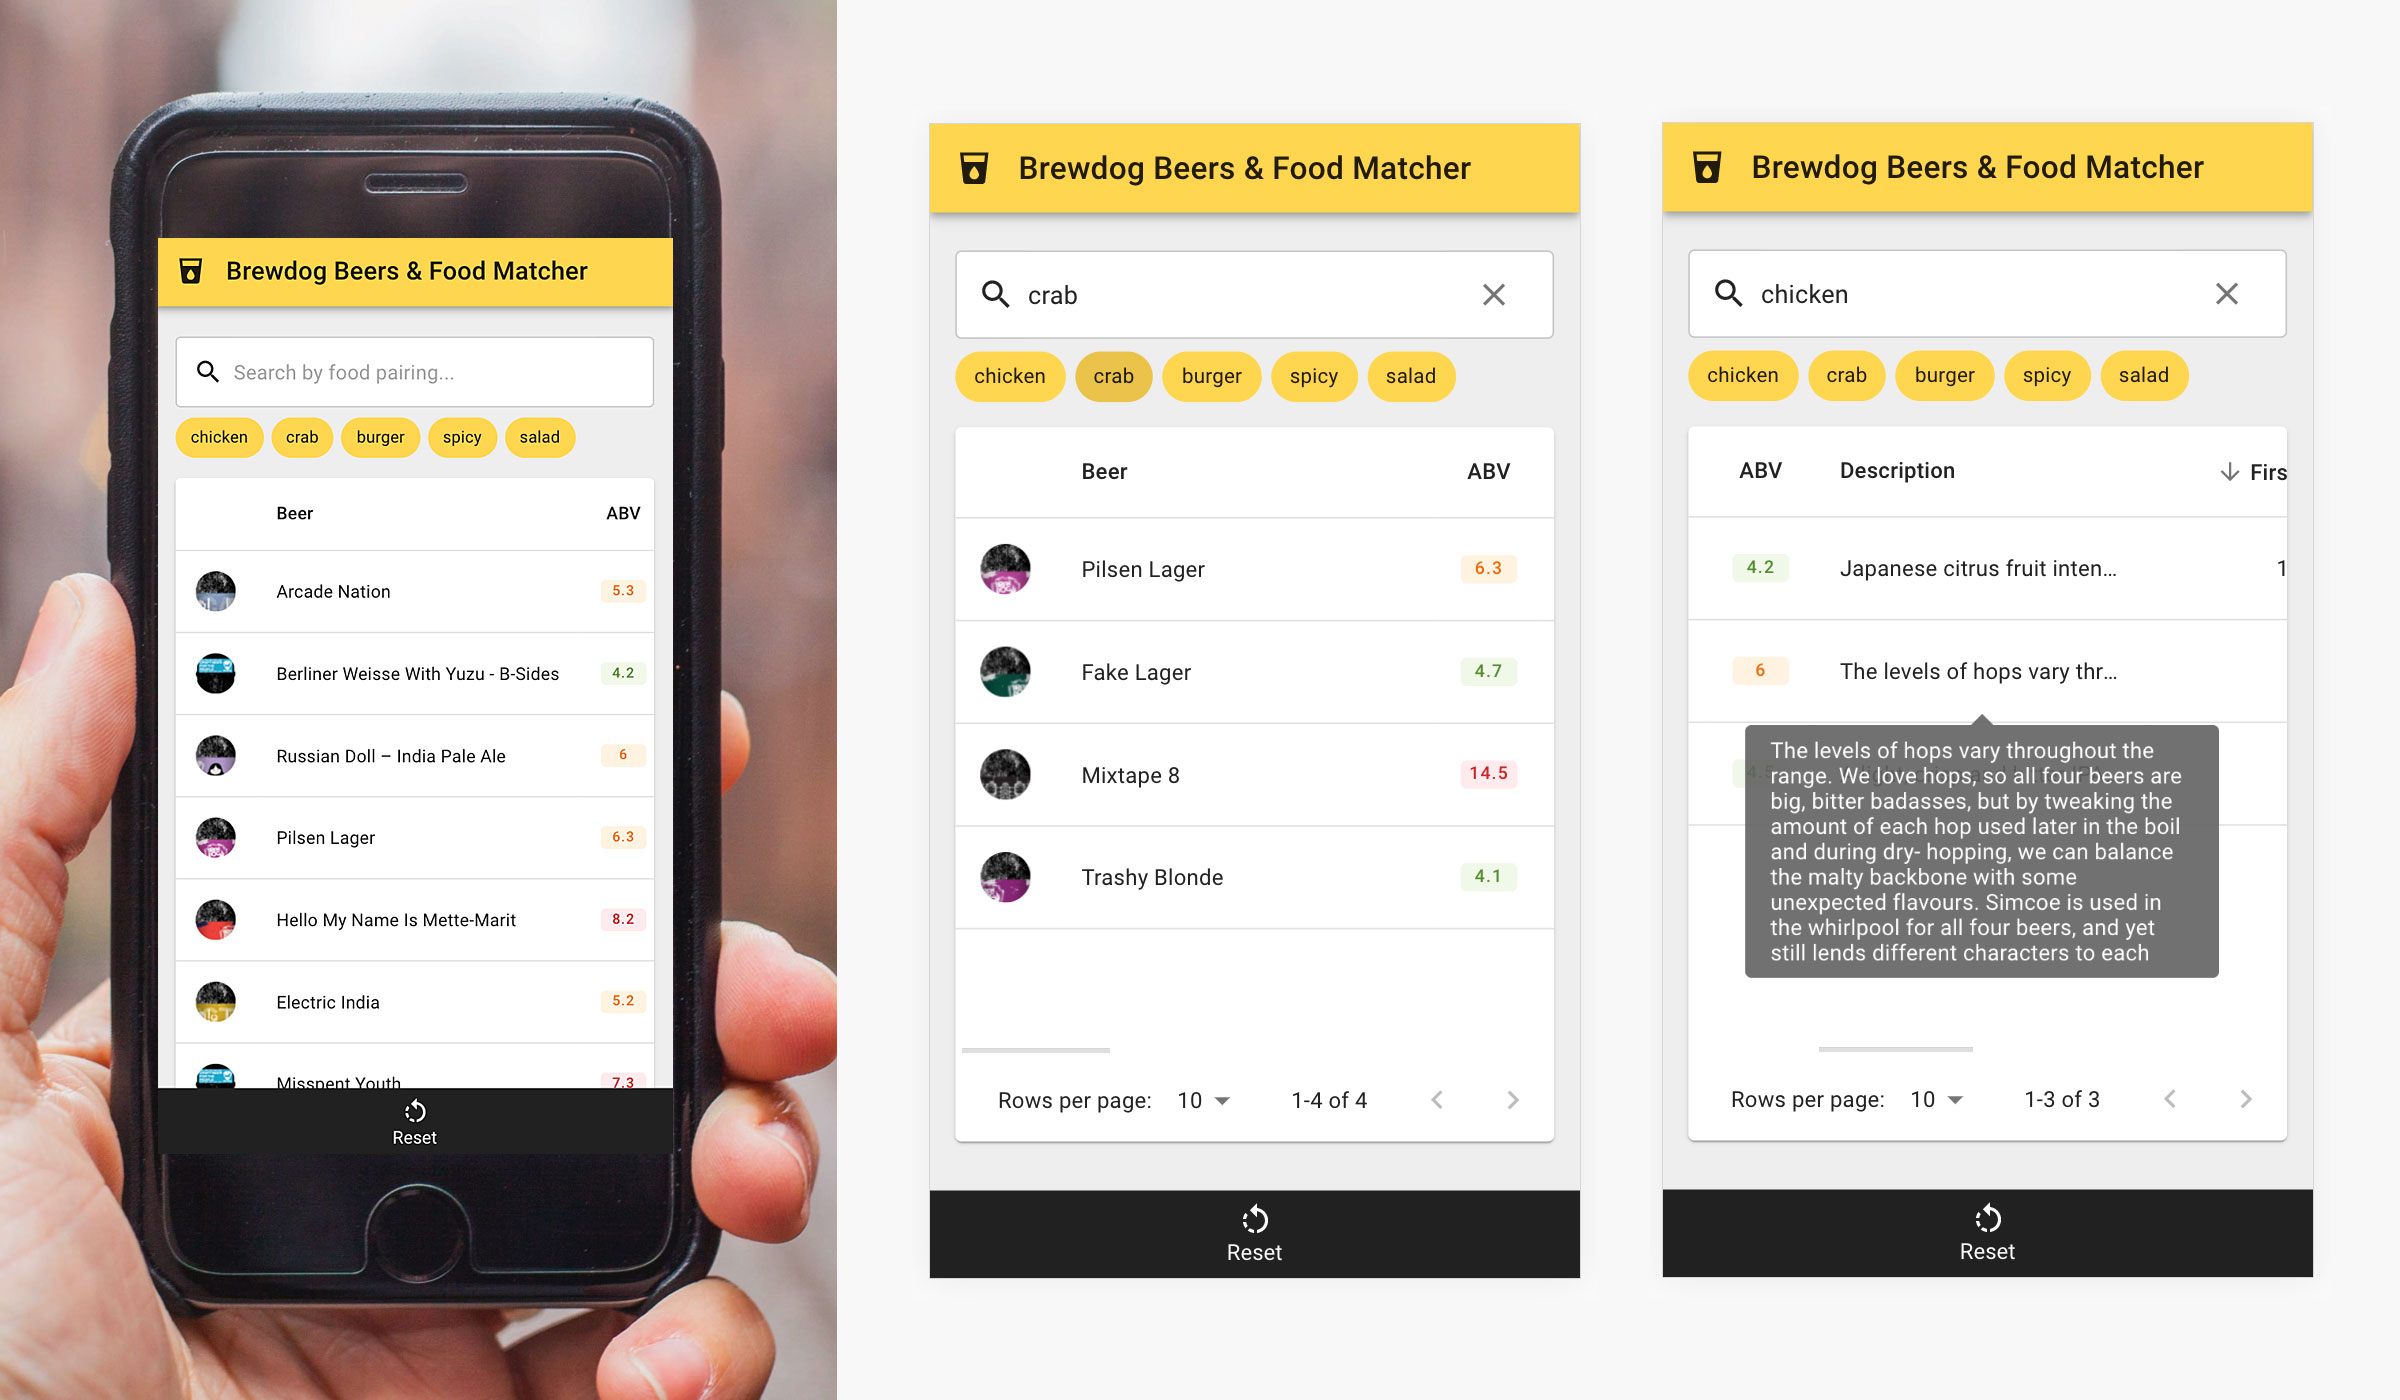 Brewdog Beers & Food Matcher
Search by food pairing...
chicken crab burger spicy salad
Beer ABV
Arcade Nation 5.3
Berliner Weisse With Yuzu - B-Sides 4.2
Russian Doll – India Pale Ale 6
Pilsen Lager 6.3
Hello My Name Is Mette-Marit 8.2
Electric India 5.2
Misspent Youth 7.3
Reset
Brewdog Beers & Food Matcher
crab
chicken crab burger spicy salad
Beer ABV
Pilsen Lager 6.3
Fake Lager 4.7
Mixtape 8 14.5
Trashy Blonde 4.1
Rows per page: 10 1-4 of 4
Reset
Brewdog Beers & Food Matcher
chicken
chicken crab burger spicy salad
ABV Description Firs
4.2 Japanese citrus fruit inten... 1
6 The levels of hops vary thr...
The levels of hops vary throughout the
range. We love hops, so all four beers are
big, bitter badasses, but by tweaking the
amount of each hop used later in the boil
and during dry- hopping, we can balance
the malty backbone with some
unexpected flavours. Simcoe is used in
the whirlpool for all four beers, and yet
still lends different characters to each
Rows per page: 10 1-3 of 3
Reset